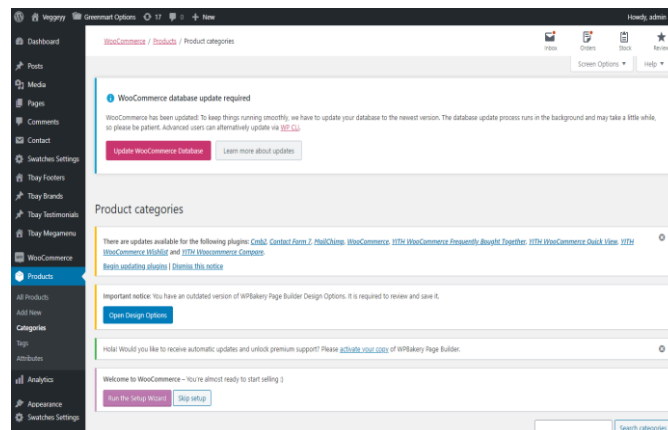 Veggeyy Greenmart Options 17 0 + New Howdy, admin
Dashboard
Posts
Media
Pages
Comments
Contact
Swatches Settings
Tbay Footers
Tbay Brands
Tbay Testimonials
Tbay Megamenu
WooCommerce
Products
All Products
Add New
Categories
Tags
Attributes
Analytics
Appearance
Swatches Settings
WooCommerce / Products / Product categories
Inbox Orders Stock Review
Screen Options ▼ Help ▼
WooCommerce database update required
WooCommerce has been updated! To keep things running smoothly, we have to update your database to the newest version. The database update process runs in the background and may take a little while,
so please be patient. Advanced users can alternatively update via WP CLI.
Update WooCommerce Database Learn more about updates
Product categories
There are updates available for the following plugins: Cmb2, Contact Form 7, MailChimp, WooCommerce, YITH WooCommerce Frequently Bought Together, YITH WooCommerce Quick View, YITH
WooCommerce Wishlist and YITH Woocommerce Compare.
Begin updating plugins | Dismiss this notice
Important notice: You have an outdated version of WPBakery Page Builder Design Options. It is required to review and save it.
Open Design Options
Hola! Would you like to receive automatic updates and unlock premium support? Please activate your copy of WPBakery Page Builder.
Welcome to WooCommerce – You're almost ready to start selling :)
Run the Setup Wizard Skip setup
Search categories